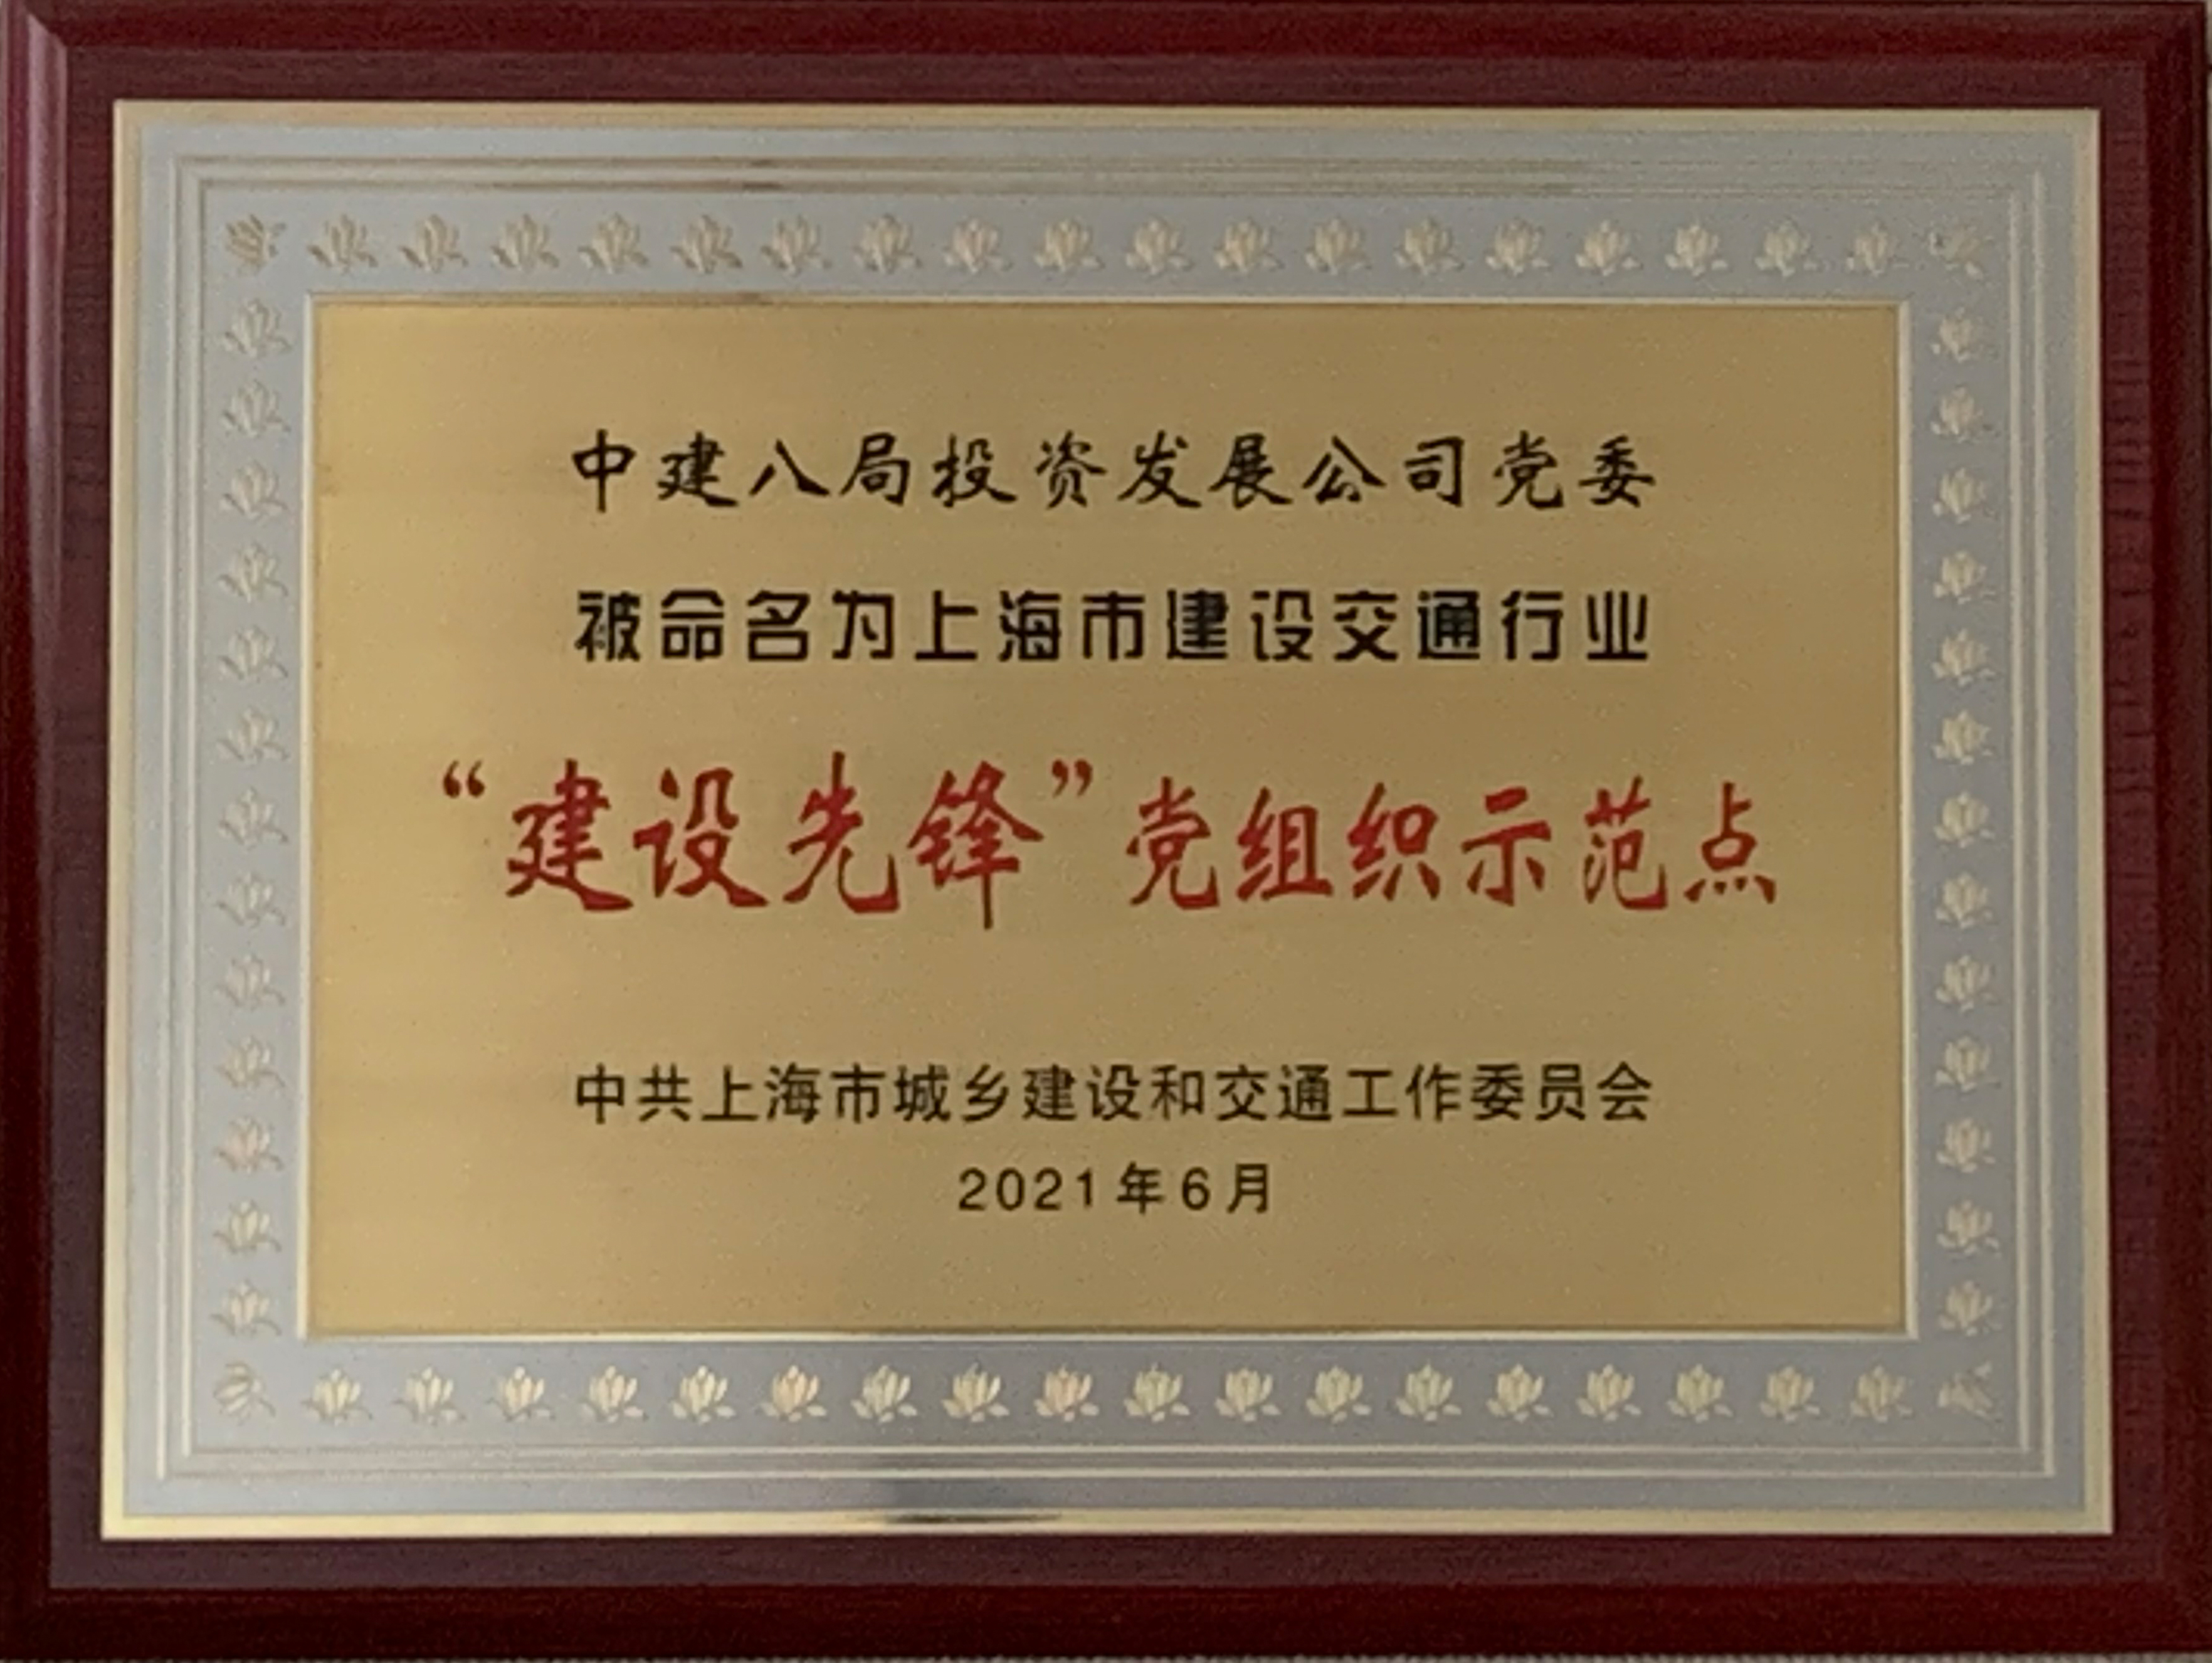 中建八局投资发展公司党委
被命名为上海市建设交通行业
“建设先锋”党组织示范点
中共上海市城乡建设和交通工作委员会
2021年6月